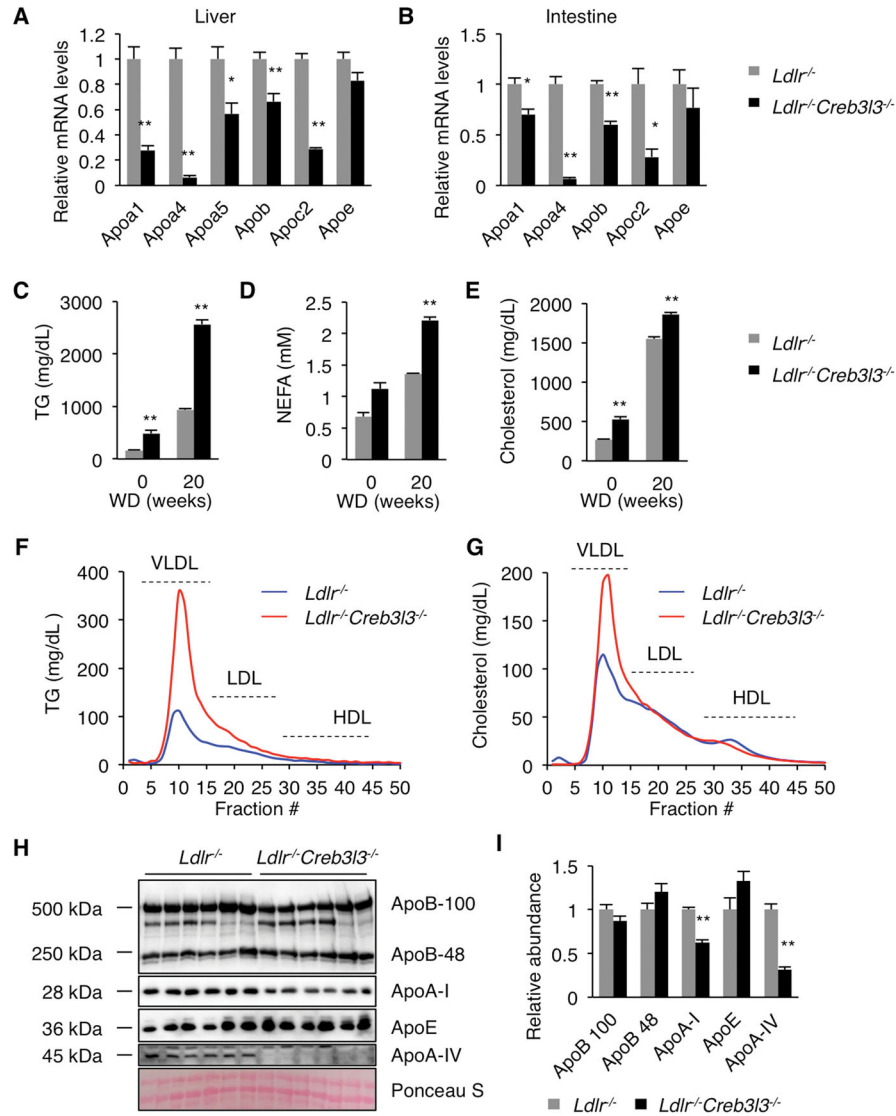 A
Liver
Relative mRNA levels
1.2
1
0.8
0.6
0.4
0.2
0
**
**
*
**
**
Apoa1
Apoa4
Apoa5
Apob
Apoc2
Apoe
B
Intestine
Relative mRNA levels
1.5
1
0.5
0
*
**
**
*
Apoa1
Apoa4
Apob
Apoc2
Apoe
Ldlr-/-
Ldlr-/-Creb3l3-/-
C
TG (mg/dL)
3000
2000
1000
0
**
**
0 20
WD (weeks)
D
NEFA (mM)
2.5
2
1.5
1
0.5
0
**
0 20
WD (weeks)
E
Cholesterol (mg/dL)
2000
1500
1000
500
0
**
**
0 20
WD (weeks)
Ldlr-/-
Ldlr-/-Creb3l3-/-
F
TG (mg/dL )
400
300
200
100
0
VLDL
LDL
HDL
Ldlr-/-
Ldlr-/-Creb3l3-/-
0 5 10 15 20 25 30 35 40 45 50
Fraction #
G
Cholesterol (mg/dL)
200
150
100
50
0
VLDL
LDL
HDL
Ldlr-/-
Ldlr-/-Creb3l3-/-
0 5 10 15 20 25 30 35 40 45 50
Fraction #
H
Ldlr-/- Ldlr-/-Creb3l3-/-
500 kDa ApoB-100
250 kDa ApoB-48
28 kDa ApoA-I
36 kDa ApoE
45 kDa ApoA-IV
Ponceau S
I
Relative abundance
1.5
1
0.5
0
**
**
ApoB 100
ApoB 48
ApoA-I
ApoE
ApoA-IV
Ldlr-/- Ldlr-/-Creb3l3-/-